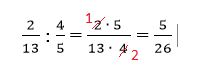 2/13 : 4/5 = 1 2 · 5 / 13 · 4 2 = 5/26